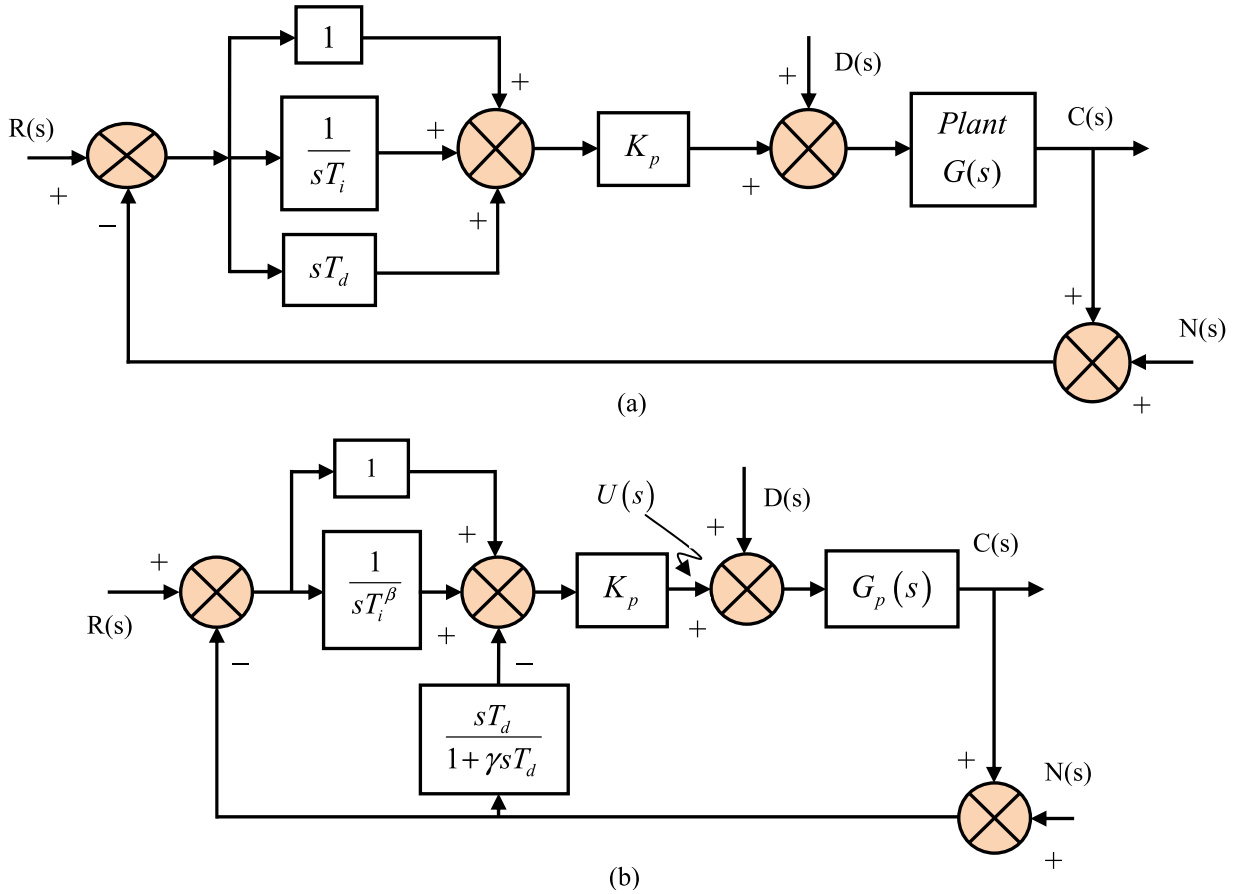 1
+
D(s)
+
R(s)
+
−
1
sT_i
+
+
K_p
+
Plant
G(s)
C(s)
sT_d
+
N(s)
+
(a)
1
U(s)
D(s)
+
+
+
R(s)
−
1
sT_i^β
+
−
K_p
+
G_p(s)
C(s)
sT_d
1 + γsT_d
+
N(s)
+
(b)